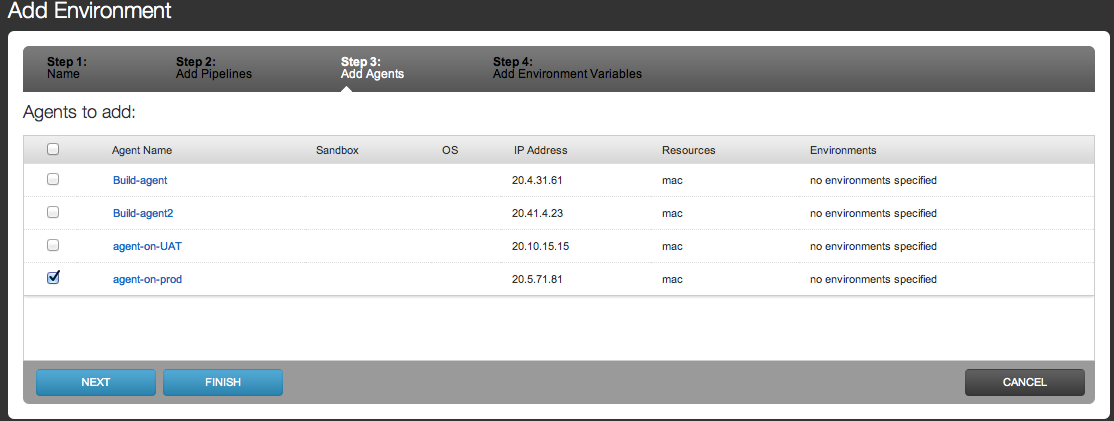 Add Environment
Step 1: Step 2: Step 3: Step 4:
Name Add Pipelines Add Agents Add Environment Variables
Agents to add:
Agent Name Sandbox OS IP Address Resources Environments
Build-agent 20.4.31.61 mac no environments specified
Build-agent2 20.41.4.23 mac no environments specified
agent-on-UAT 20.10.15.15 mac no environments specified
agent-on-prod 20.5.71.81 mac no environments specified
NEXT FINISH CANCEL